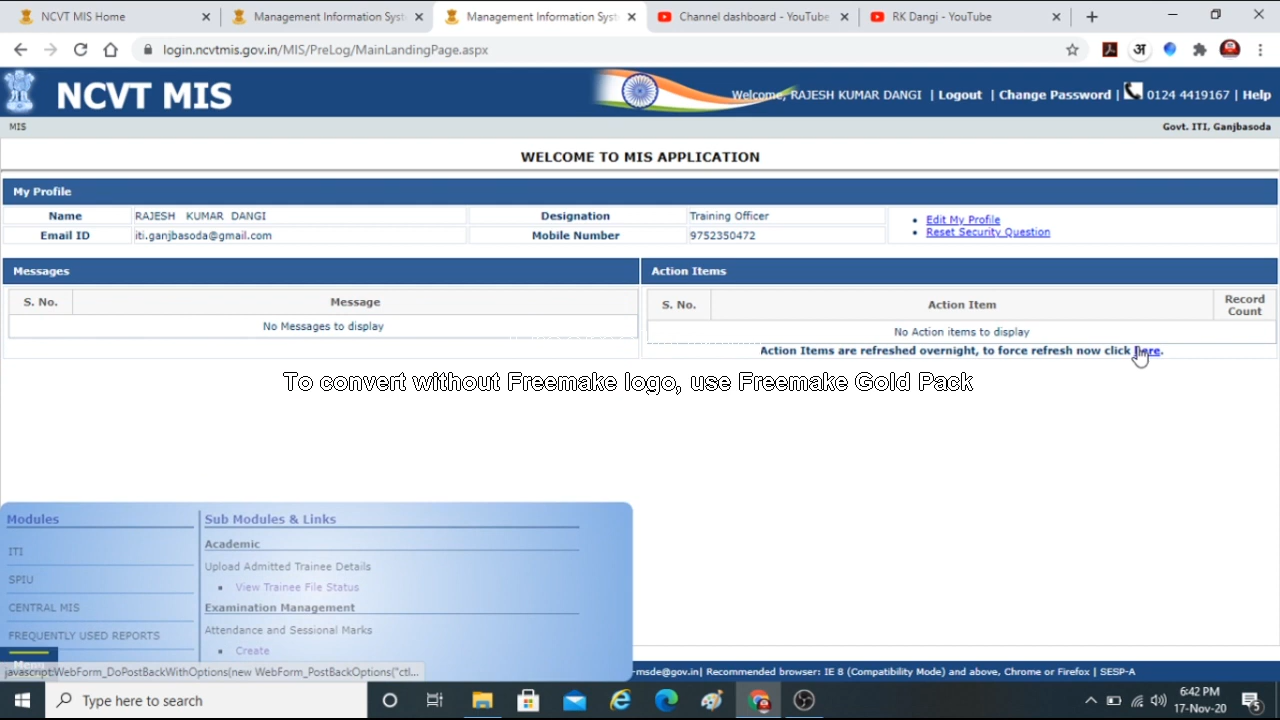 NCVT MIS Home
Management Information Syst
Management Information Syst
Channel dashboard - YouTube
RK Dangi - YouTube
login.ncvtmis.gov.in/MIS/PreLog/MainLandingPage.aspx
अ
NCVT MIS
Welcome, RAJESH KUMAR DANGI | Logout | Change Password | 0124 4419167 | Help
MIS
Govt. ITI, Ganjbasoda
WELCOME TO MIS APPLICATION
My Profile
Name RAJESH KUMAR DANGI Designation Training Officer
Email ID iti.ganjbasoda@gmail.com Mobile Number 9752350472
• Edit My Profile
• Reset Security Question
Messages
S. No. Message
No Messages to display
Action Items
S. No. Action Item Record Count
No Action items to display
Action Items are refreshed overnight, to force refresh now click here.
To convert without Freemake logo, use Freemake Gold Pack
Modules
ITI
SPIU
CENTRAL MIS
FREQUENTLY USED REPORTS
Sub Modules & Links
Academic
Upload Admitted Trainee Details
• View Trainee File Status
Examination Management
Attendance and Sessional Marks
• Create
javascript:WebForm_DoPostBackWithOptions(new WebForm_PostBackOptions("ctl...
-msde@gov.in| Recommended browser: IE 8 (Compatibility Mode) and above, Chrome or Firefox | SESP-A
Type here to search
6:42 PM
17-Nov-20
5